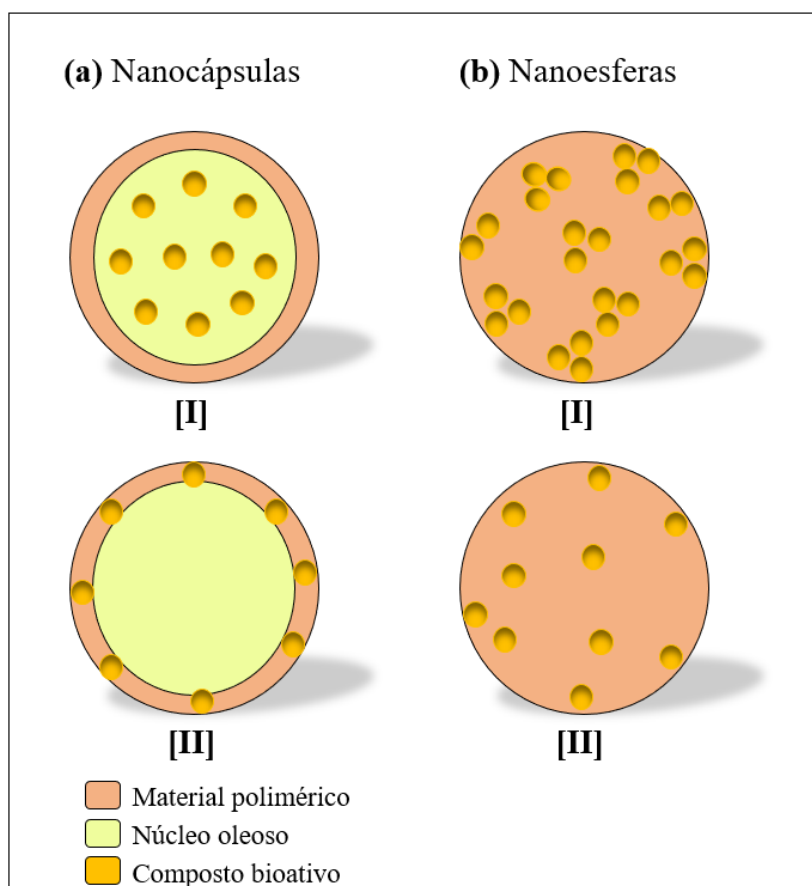 (a) Nanocápsulas
(b) Nanoesferas
[I]
[I]
[II]
[II]
Material polimérico
Núcleo oleoso
Composto bioativo